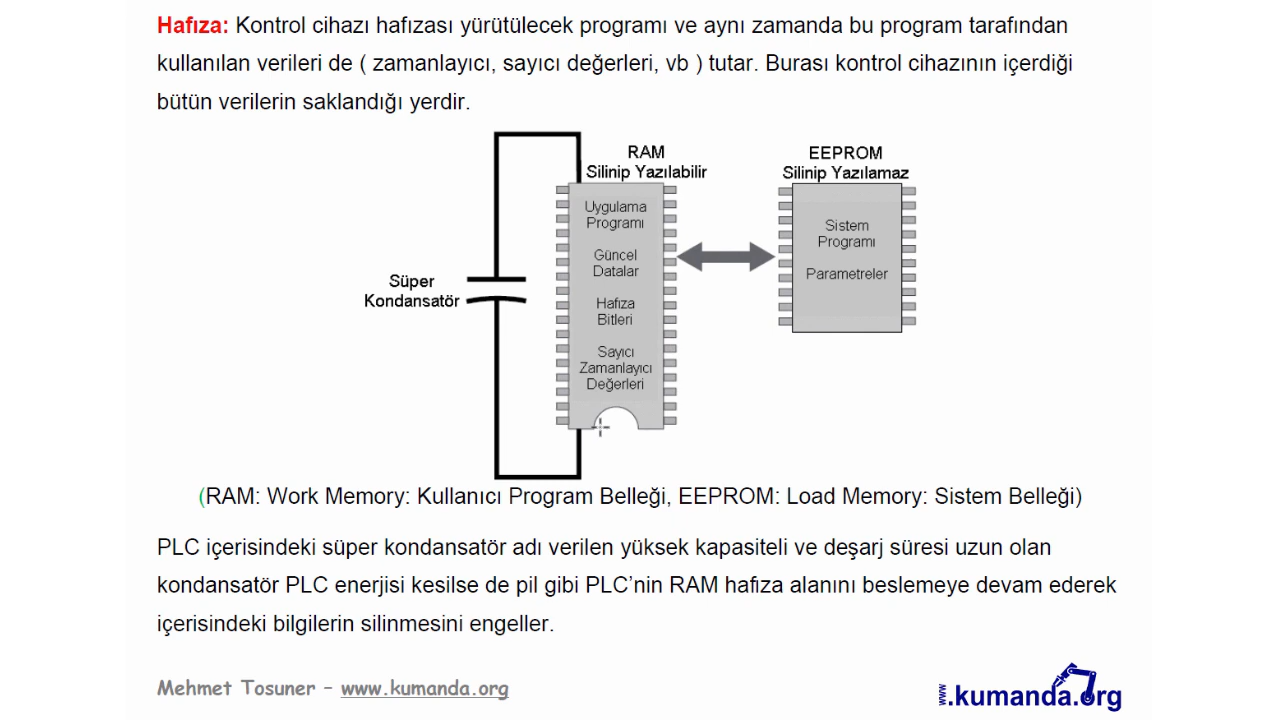 Hafıza: Kontrol cihazı hafızası yürütülecek programı ve aynı zamanda bu program tarafından
kullanılan verileri de ( zamanlayıcı, sayıcı değerleri, vb ) tutar. Burası kontrol cihazının içerdiği
bütün verilerin saklandığı yerdir.
RAM
Silinip Yazılabilir
EEPROM
Silinip Yazılamaz
Süper
Kondansatör
Uygulama
Programı
Güncel
Datalar
Hafıza
Bitleri
Sayıcı
Zamanlayıcı
Değerleri
Sistem
Programı
Parametreler
(RAM: Work Memory: Kullanıcı Program Belleği, EEPROM: Load Memory: Sistem Belleği)
PLC içerisindeki süper kondansatör adı verilen yüksek kapasiteli ve deşarj süresi uzun olan
kondansatör PLC enerjisi kesilse de pil gibi PLC’nin RAM hafıza alanını beslemeye devam ederek
içerisindeki bilgilerin silinmesini engeller.
Mehmet Tosuner – www.kumanda.org
www.kumanda.org